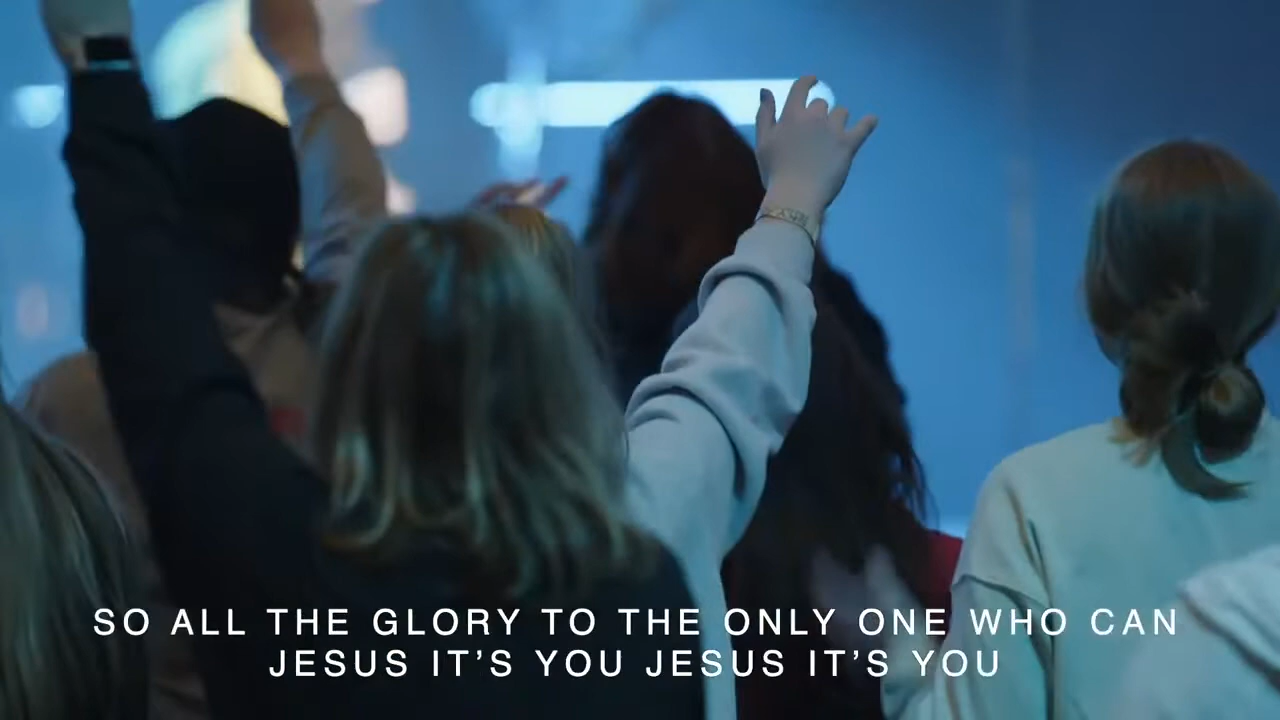 SO ALL THE GLORY TO THE ONLY ONE WHO CAN
JESUS IT'S YOU JESUS IT'S YOU